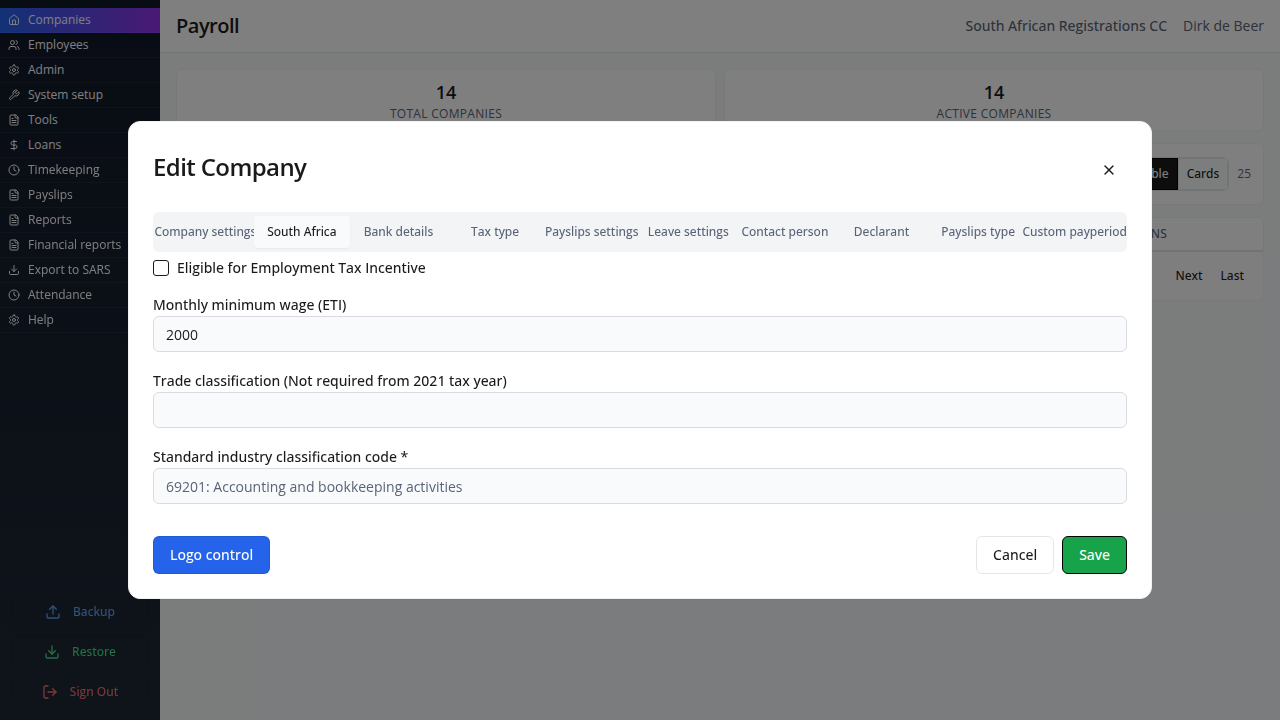 Companies
Employees
Admin
System setup
Tools
Loans
Timekeeping
Payslips
Reports
Financial reports
Export to SARS
Attendance
Help
Backup
Restore
Sign Out
Payroll
South African Registrations CC Dirk de Beer
14
TOTAL COMPANIES
14
ACTIVE COMPANIES
Cards 25
Next Last
Edit Company
Company settings South Africa Bank details Tax type Payslips settings Leave settings Contact person Declarant Payslips type Custom payperiod
Eligible for Employment Tax Incentive
Monthly minimum wage (ETI)
2000
Trade classification (Not required from 2021 tax year)
Standard industry classification code *
69201: Accounting and bookkeeping activities
Logo control Cancel Save